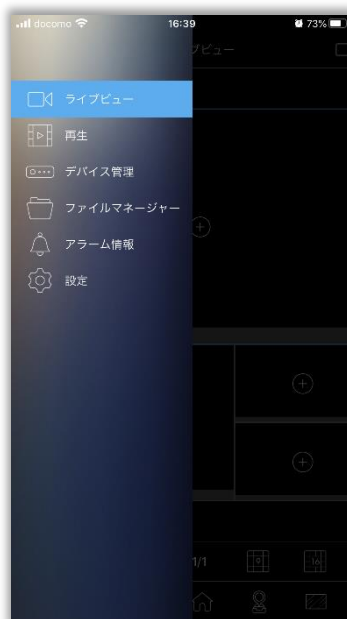 docomo 16:39 73%
ブビュー
ライブビュー
再生
デバイス管理
ファイルマネージャー
アラーム情報
設定
1/1
16